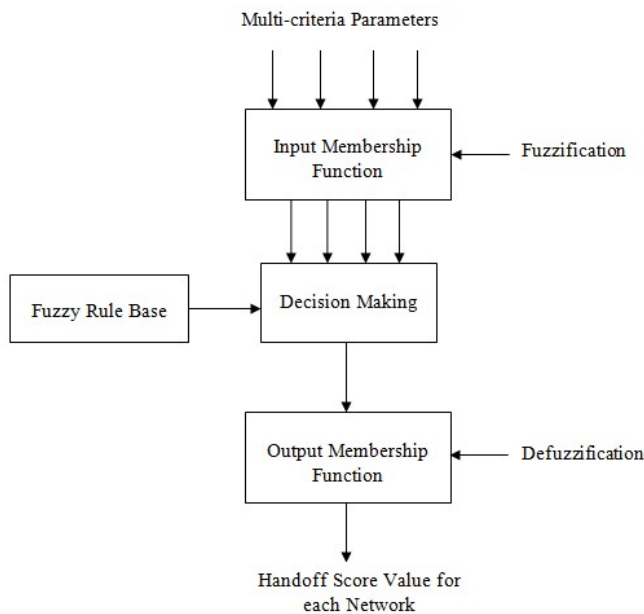 Multi-criteria Parameters
Input Membership
Function
Fuzzification
Fuzzy Rule Base
Decision Making
Output Membership
Function
Defuzzification
Handoff Score Value for
each Network